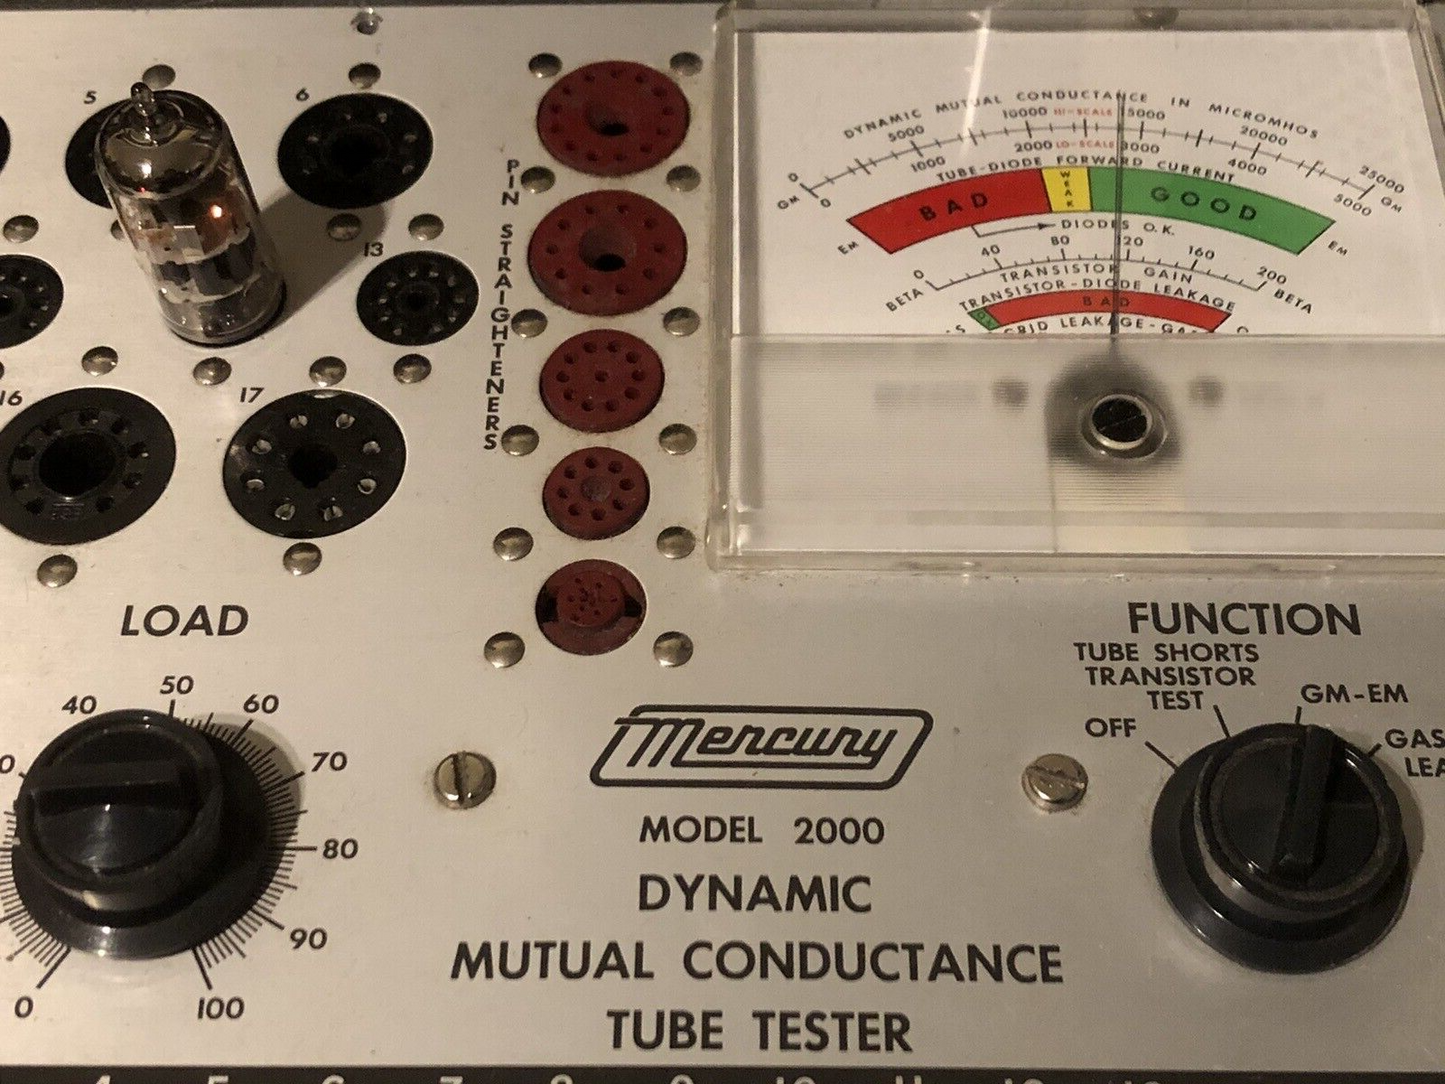 5
6
13
16
17
PIN STRAIGHTENERS
DYNAMIC MUTUAL CONDUCTANCE IN MICROMHOS
0 5000 10000 HI-SCALE 15000 20000 25000
GM 0 1000 2000 LO-SCALE 3000 4000 5000 GM
TUBE-DIODE FORWARD CURRENT
EM BAD WEAK GOOD EM
DIODES O.K.
BETA 0 40 80 120 160 200 BETA
TRANSISTOR GAIN
TRANSISTOR-DIODE LEAKAGE
BAD
GRID LEAKAGE-GAS
LOAD
0
40
50
60
70
80
90
100
FUNCTION
OFF
TUBE SHORTS
TRANSISTOR
TEST
GM-EM
GAS
Mercury
MODEL 2000
DYNAMIC
MUTUAL CONDUCTANCE
TUBE TESTER